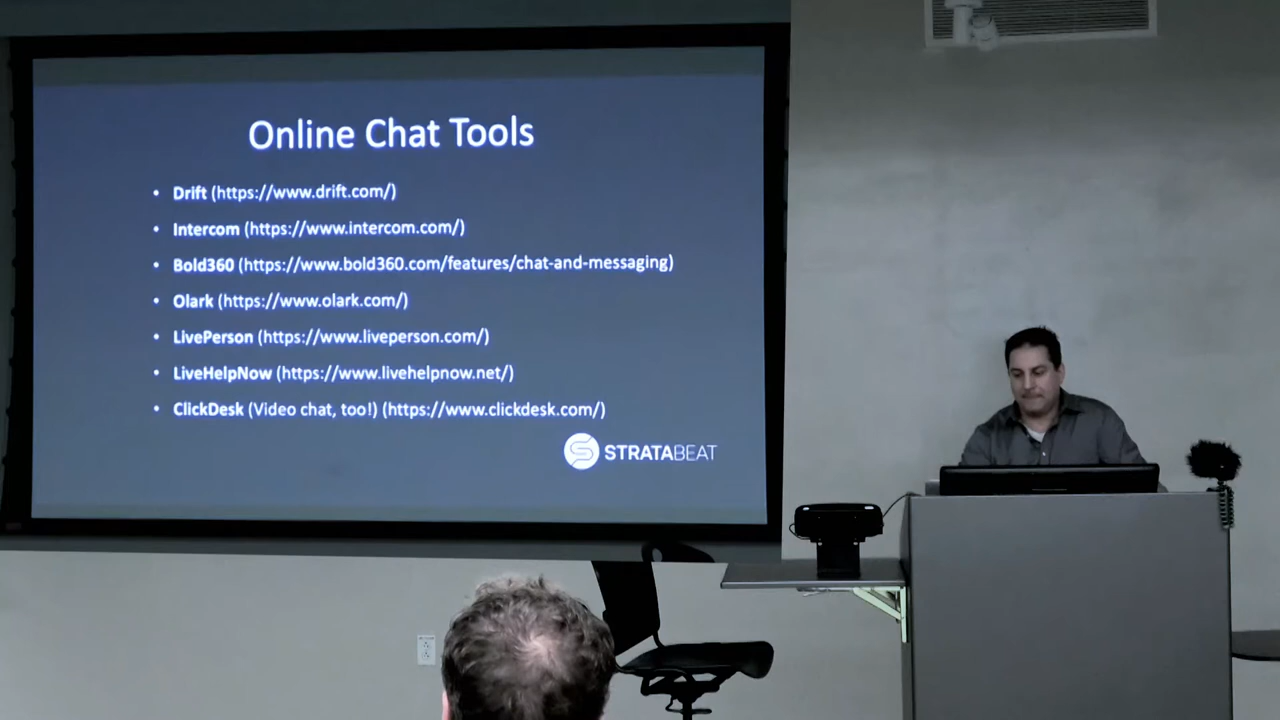 Online Chat Tools
• Drift (https://www.drift.com/)
• Intercom (https://www.intercom.com/)
• Bold360 (https://www.bold360.com/features/chat-and-messaging)
• Olark (https://www.olark.com/)
• LivePerson (https://www.liveperson.com/)
• LiveHelpNow (https://www.livehelpnow.net/)
• ClickDesk (Video chat, too!) (https://www.clickdesk.com/)
STRATABEAT